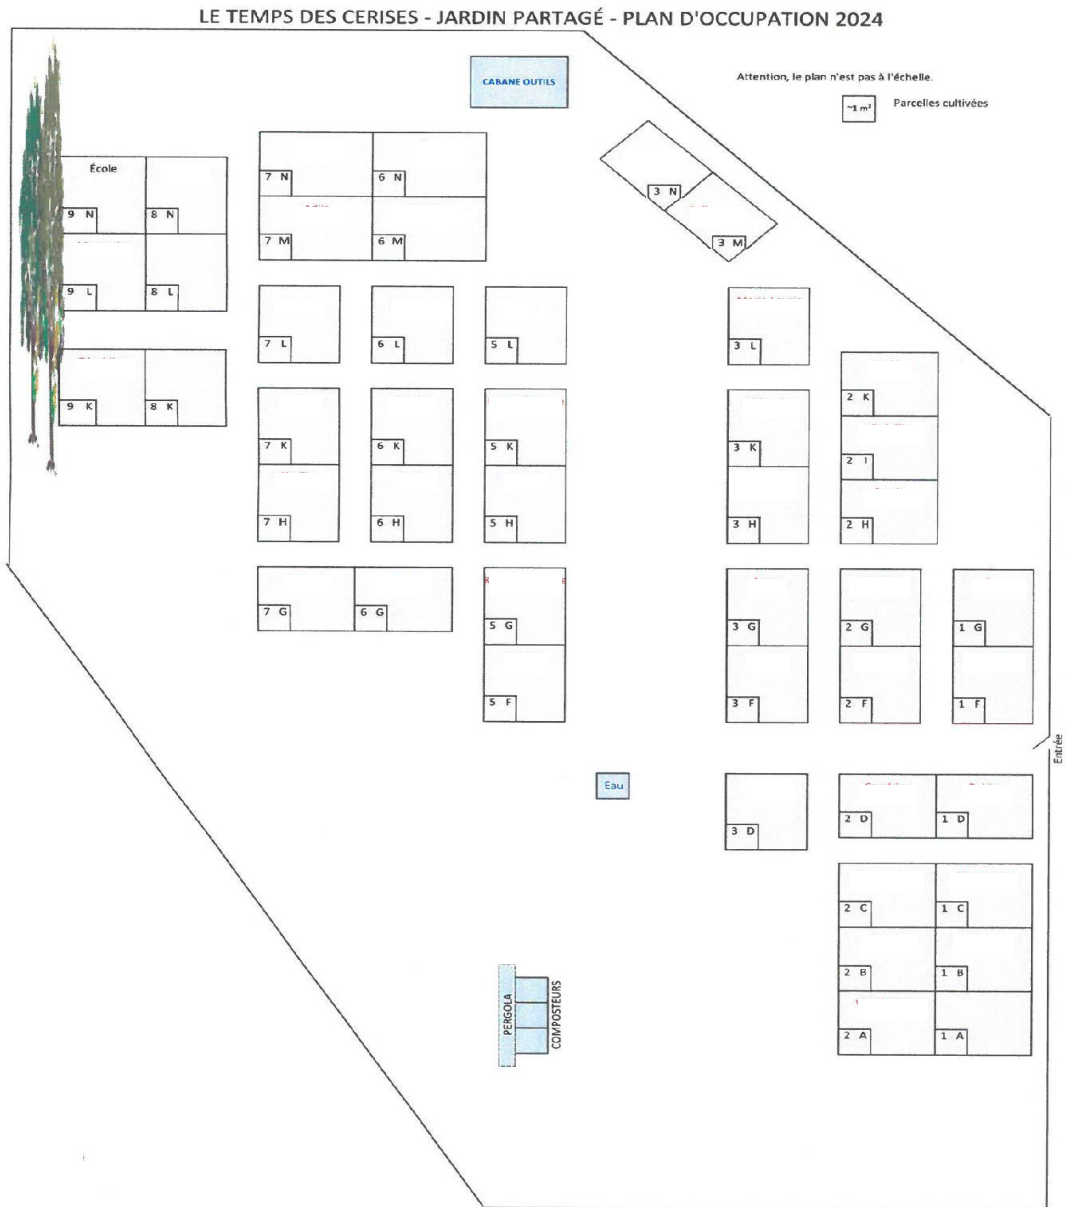 LE TEMPS DES CERISES - JARDIN PARTAGÉ - PLAN D'OCCUPATION 2024
CABANE OUTILS
Attention, le plan n'est pas à l'échelle.
~1 m² Parcelles cultivées
École
9 N
8 N
7 N
6 N
3 N
7 M
6 M
3 M
9 L
8 L
7 L
6 L
5 L
3 L
9 K
8 K
7 K
6 K
5 K
3 K
2 K
2 I
7 H
6 H
5 H
3 H
2 H
7 G
6 G
5 G
3 G
2 G
1 G
5 F
3 F
2 F
1 F
Entrée
Eau
3 D
2 D
1 D
2 C
1 C
2 B
1 B
2 A
1 A
PERGOLA
COMPOSTEURS